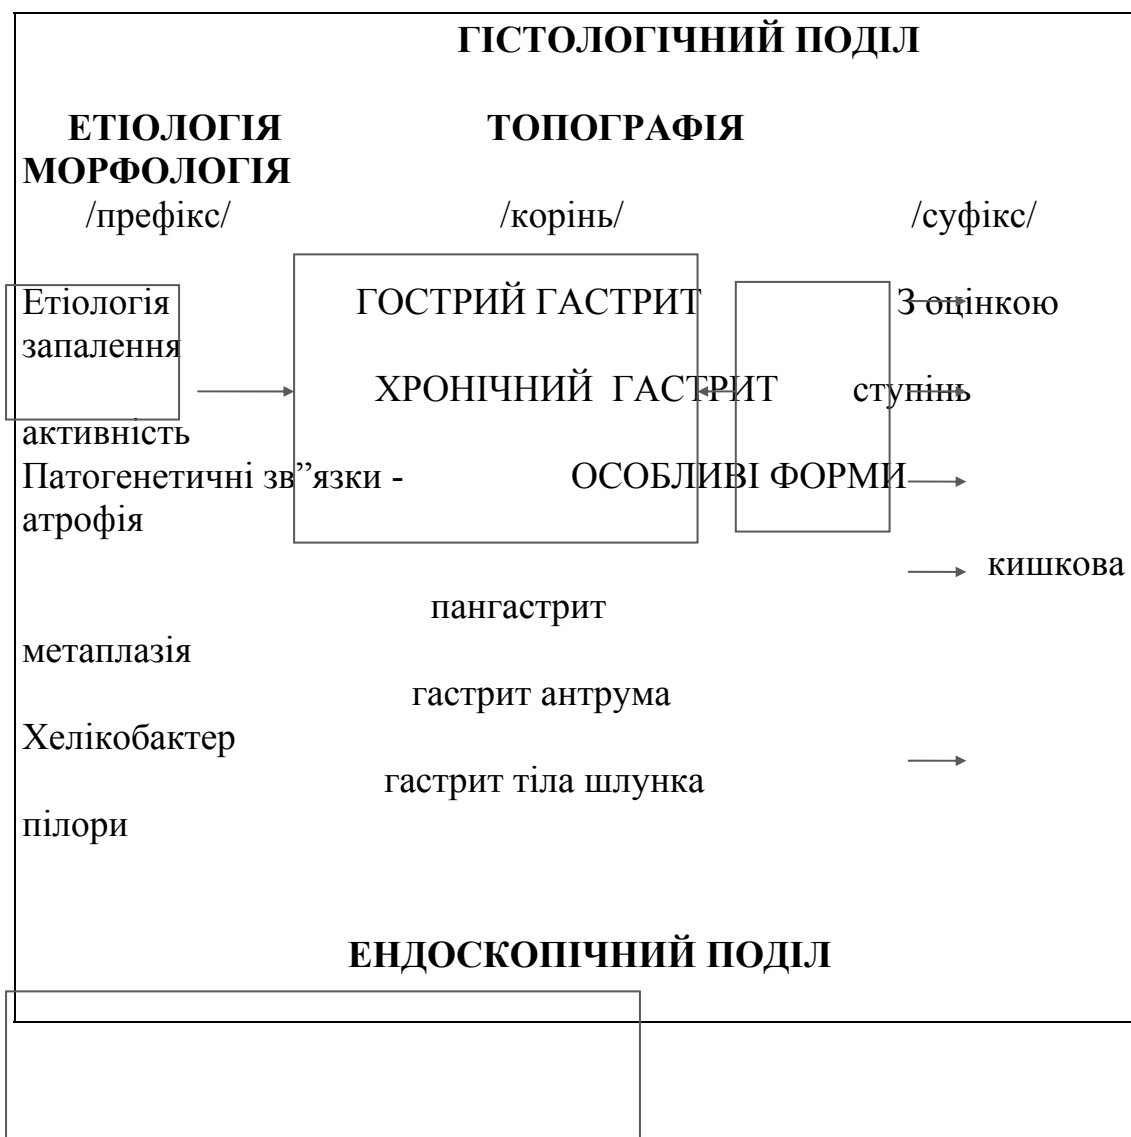 ГІСТОЛОГІЧНИЙ ПОДІЛ
ЕТІОЛОГІЯ ТОПОГРАФІЯ
МОРФОЛОГІЯ
/префікс/ /корінь/ /суфікс/
Етіологія ГОСТРИЙ ГАСТРИТ З оцінкою
запалення
ХРОНІЧНИЙ ГАСТРИТ ступінь
активність
Патогенетичні зв”язки - ОСОБЛИВІ ФОРМИ
атрофія
кишкова
пангастрит
метаплазія
гастрит антрума
Хелікобактер
гастрит тіла шлунка
пілори
ЕНДОСКОПІЧНИЙ ПОДІЛ